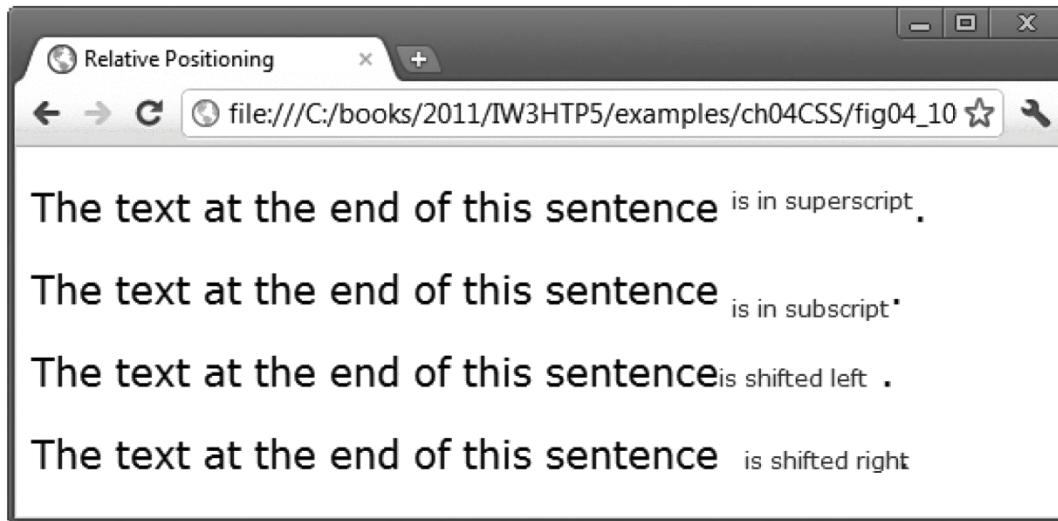 Relative Positioning
file:///C:/books/2011/IW3HTP5/examples/ch04CSS/fig04_10
The text at the end of this sentence is in superscript.
The text at the end of this sentence is in subscript.
The text at the end of this sentence is shifted left .
The text at the end of this sentence is shifted right.